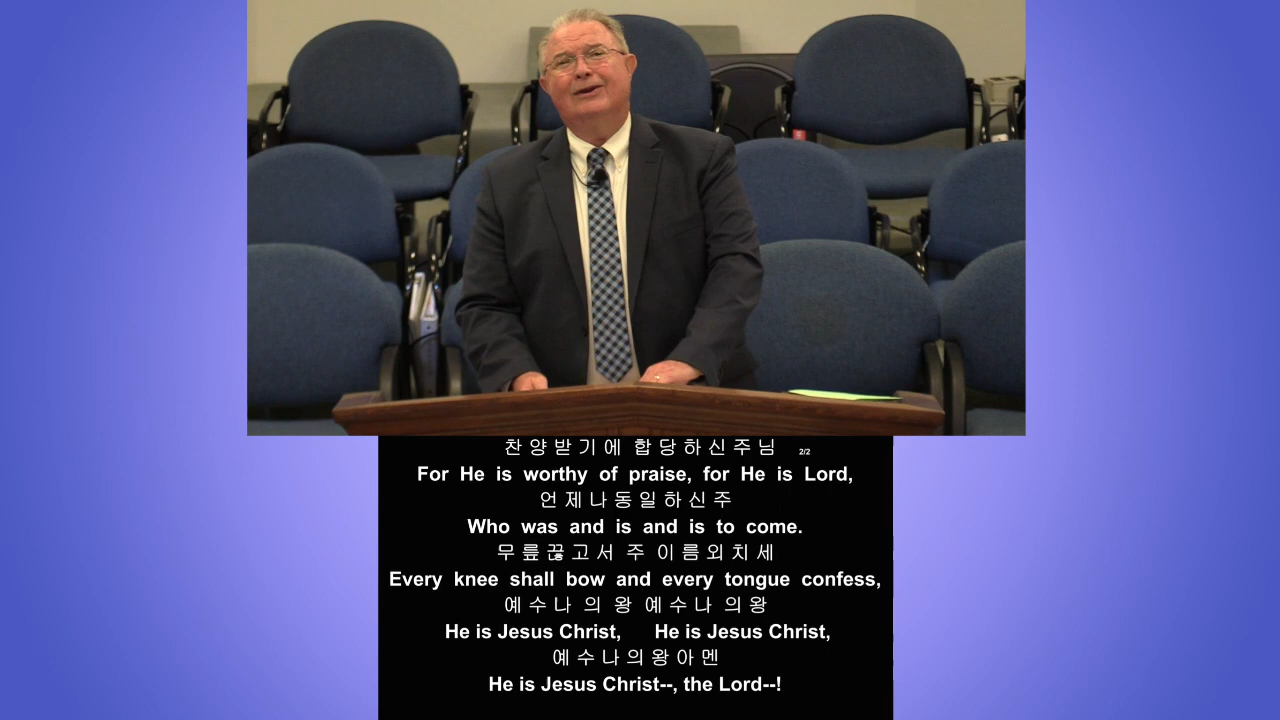 찬양받기에 합당하신주님 2/2
For He is worthy of praise, for He is Lord,
언제나동일하신주
Who was and is and is to come.
무릎끓고서 주 이름외치세
Every knee shall bow and every tongue confess,
예수나 의 왕 예수나 의왕
He is Jesus Christ, He is Jesus Christ,
예수나의왕아멘
He is Jesus Christ--, the Lord--!